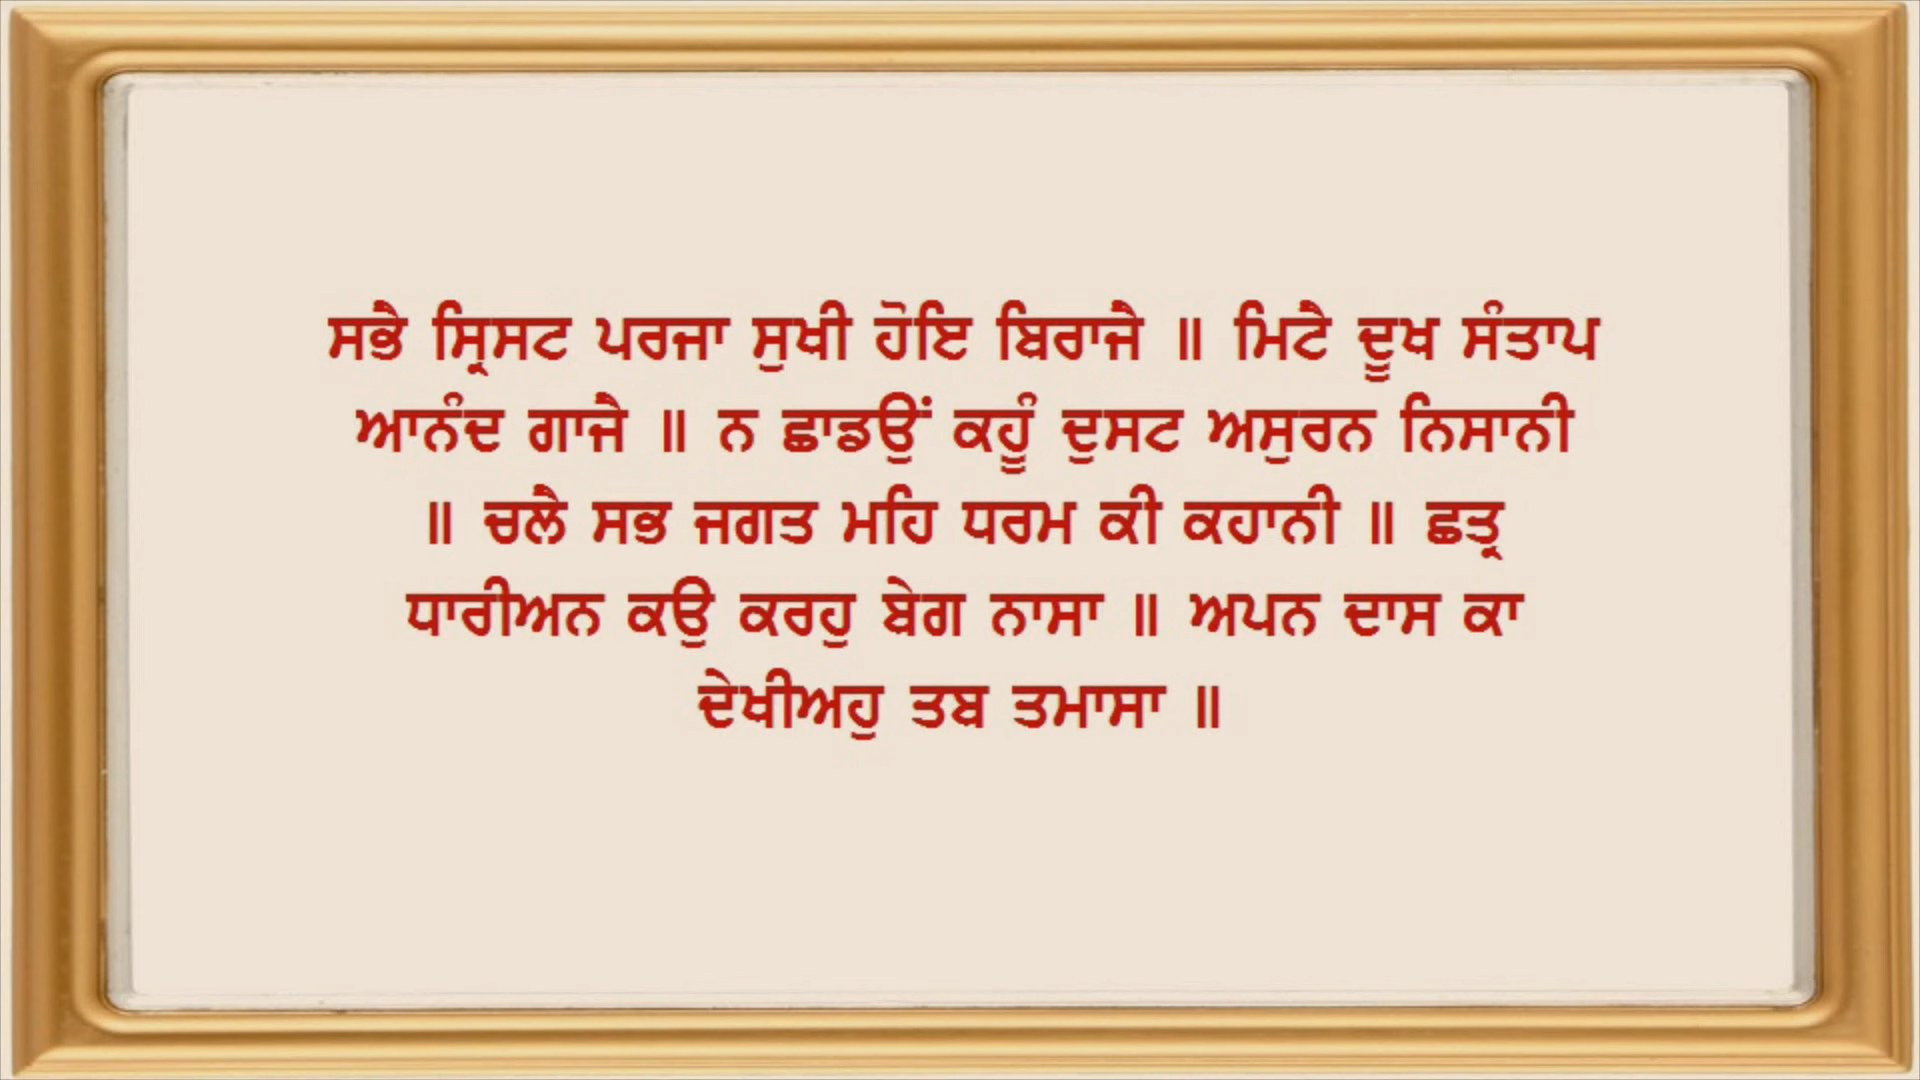 ਸਭੈ ਸ੍ਰਿਸਟ ਪਰਜਾ ਸੁਖੀ ਹੋਇ ਬਿਰਾਜੈ ॥ ਮਿਟੈ ਦੂਖ ਸੰਤਾਪ
ਆਨੰਦ ਗਾਜੈ ॥ ਨ ਛਾਡਉਂ ਕਹੂੰ ਦੁਸਟ ਅਸੁਰਨ ਨਿਸਾਨੀ
॥ ਚਲੈ ਸਭ ਜਗਤ ਮਹਿ ਧਰਮ ਕੀ ਕਹਾਨੀ ॥ ਛਤ੍ਰ
ਧਾਰੀਅਨ ਕਉ ਕਰਹੁ ਬੇਗ ਨਾਸਾ ॥ ਅਪਨ ਦਾਸ ਕਾ
ਦੇਖੀਅਹੁ ਤਬ ਤਮਾਸਾ ॥